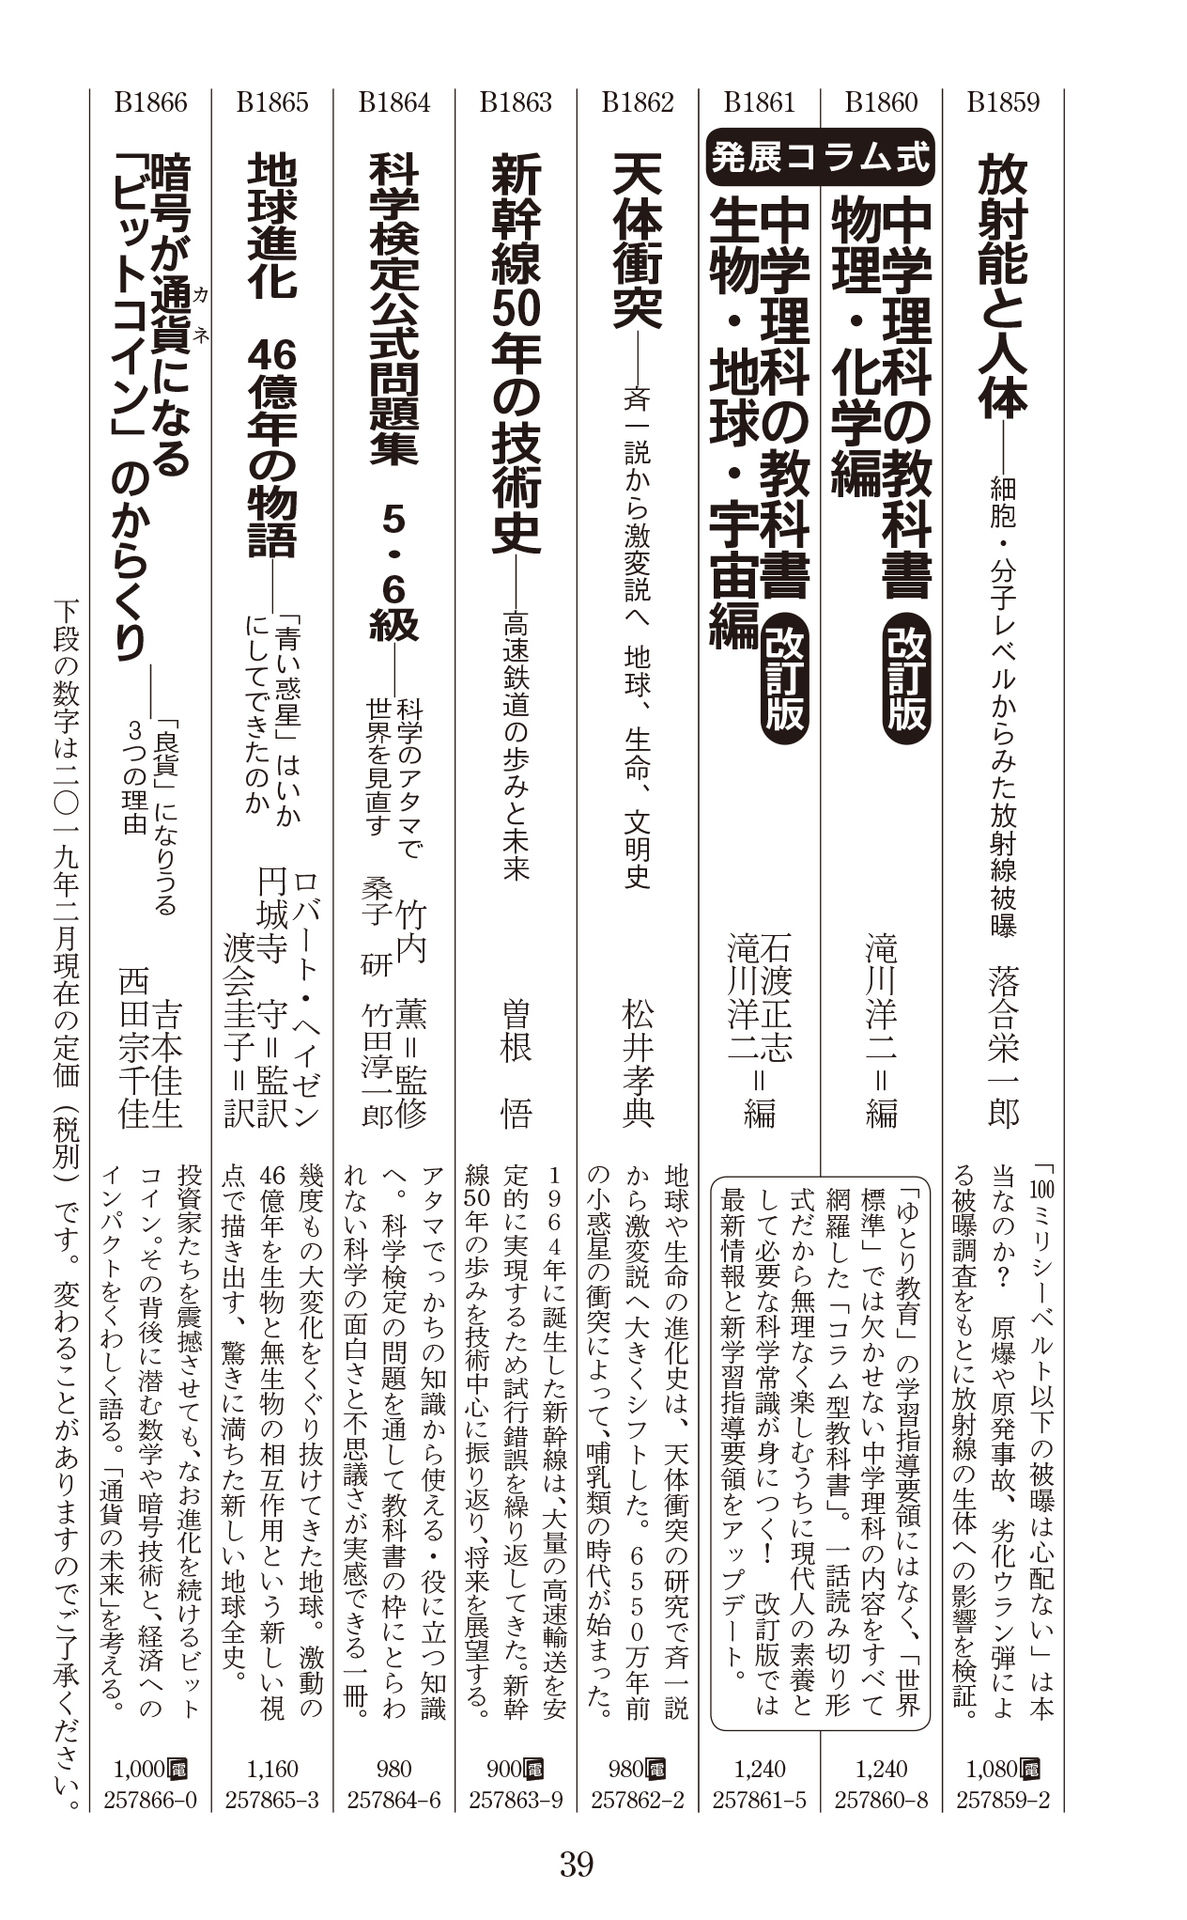 B1859
放射能と人体
――細胞・分子レベルからみた放射線被曝
落合栄一郎
「100ミリシーベルト以下の被曝は心配ない」は本
当なのか？　原爆や原発事故、劣化ウラン弾によ
る被曝調査をもとに放射線の生体への影響を検証。
1,080電
257859-2
発展コラム式
B1860
中学理科の教科書 改訂版
物理・化学編
滝川洋二＝編
1,240
257860-8
B1861
中学理科の教科書 改訂版
生物・地球・宇宙編
石渡正志
滝川洋二＝編
「ゆとり教育」の学習指導要領にはなく、「世界
標準」では欠かせない中学理科の内容をすべて
網羅した「コラム型教科書」。一話読み切り形
式だから無理なく楽しむうちに現代人の素養と
して必要な科学常識が身につく！　改訂版では
最新情報と新学習指導要領をアップデート。
1,240
257861-5
B1862
天体衝突
――斉一説から激変説へ 地球、生命、文明史
松井孝典
地球や生命の進化史は、天体衝突の研究で斉一説
から激変説へ大きくシフトした。6550万年前
の小惑星の衝突によって、哺乳類の時代が始まった。
980電
257862-2
B1863
新幹線50年の技術史
――高速鉄道の歩みと未来
曽根　悟
1964年に誕生した新幹線は、大量の高速輸送を安
定的に実現するため試行錯誤を繰り返してきた。新幹
線50年の歩みを技術中心に振り返り、将来を展望する。
900電
257863-9
B1864
科学検定公式問題集　5・6級
――科学のアタマで
世界を見直す
竹内　薫＝監修
桑子　研　竹田淳一郎
アタマでっかちの知識から使える・役に立つ知識
へ。科学検定の問題を通して教科書の枠にとらわ
れない科学の面白さと不思議さが実感できる一冊。
980
257864-6
B1865
地球進化　46億年の物語
――「青い惑星」はいか
にしてできたのか
ロバート・ヘイゼン
円城寺　守＝監訳
渡会圭子＝訳
幾度もの大変化をくぐり抜けてきた地球。激動の
46億年を生物と無生物の相互作用という新しい視
点で描き出す、驚きに満ちた新しい地球全史。
1,160
257865-3
B1866
暗号が通貨になる
カネ
「ビットコイン」のからくり
――「良貨」になりうる
3つの理由
吉本佳生
西田宗千佳
投資家たちを震撼させても、なお進化を続けるビット
コイン。その背後に潜む数学や暗号技術と、経済への
インパクトをくわしく語る。「通貨の未来」を考える。
1,000電
257866-0
下段の数字は二〇一九年二月現在の定価（税別）です。変わることがありますのでご了承ください。
39